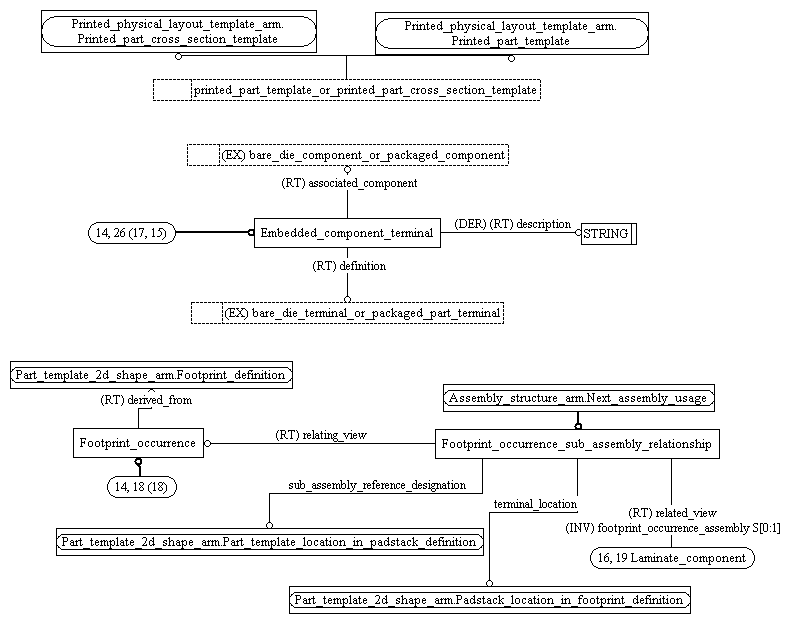 Printed_physical_layout_template_arm.
Printed_part_cross_section_template
Printed_physical_layout_template_arm.
Printed_part_template
printed_part_template_or_printed_part_cross_section_template
(EX) bare_die_component_or_packaged_component
(RT) associated_component
14, 26 (17, 15)
Embedded_component_terminal
(DER) (RT) description
STRING
(RT) definition
(EX) bare_die_terminal_or_packaged_part_terminal
Part_template_2d_shape_arm.Footprint_definition
(RT) derived_from
Assembly_structure_arm.Next_assembly_usage
Footprint_occurrence
(RT) relating_view
Footprint_occurrence_sub_assembly_relationship
14, 18 (18)
sub_assembly_reference_designation
terminal_location
(RT) related_view
(INV) footprint_occurrence_assembly S[0:1]
Part_template_2d_shape_arm.Part_template_location_in_padstack_definition
16, 19 Laminate_component
Part_template_2d_shape_arm.Padstack_location_in_footprint_definition